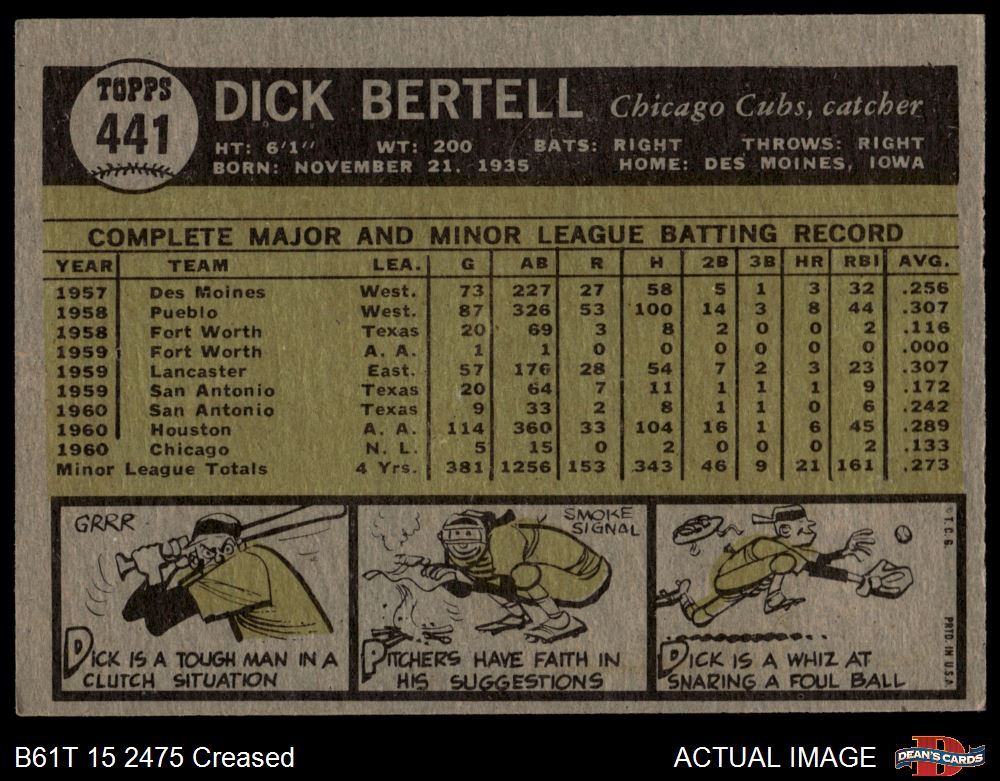 TOPPS
441
DICK BERTELL Chicago Cubs, catcher
HT: 6'1" WT: 200 BATS: RIGHT THROWS: RIGHT
BORN: NOVEMBER 21, 1935 HOME: DES MOINES, IOWA
COMPLETE MAJOR AND MINOR LEAGUE BATTING RECORD
YEAR TEAM LEA. G AB R H 2B 3B HR RBI AVG.
1957 Des Moines West. 73 227 27 58 5 1 3 32 .256
1958 Pueblo West. 87 326 53 100 14 3 8 44 .307
1958 Fort Worth Texas 20 69 3 8 2 0 0 2 .116
1959 Fort Worth A. A. 1 1 0 0 0 0 0 0 .000
1959 Lancaster East. 57 176 28 54 7 2 3 23 .307
1959 San Antonio Texas 20 64 7 11 1 1 1 9 .172
1960 San Antonio Texas 9 33 2 8 1 1 0 6 .242
1960 Houston A. A. 114 360 33 104 16 1 6 45 .289
1960 Chicago N. L. 5 15 0 2 0 0 0 2 .133
Minor League Totals 4 Yrs. 381 1256 153 343 46 9 21 161 .273
GRRR
DICK IS A TOUGH MAN IN A
CLUTCH SITUATION
SMOKE
SIGNAL
PITCHERS HAVE FAITH IN
HIS SUGGESTIONS
DICK IS A WHIZ AT
SNARING A FOUL BALL
© T.C.G.
PRTD. IN U.S.A.
B61T 15 2475 Creased
ACTUAL IMAGE
DEAN'S CARDS